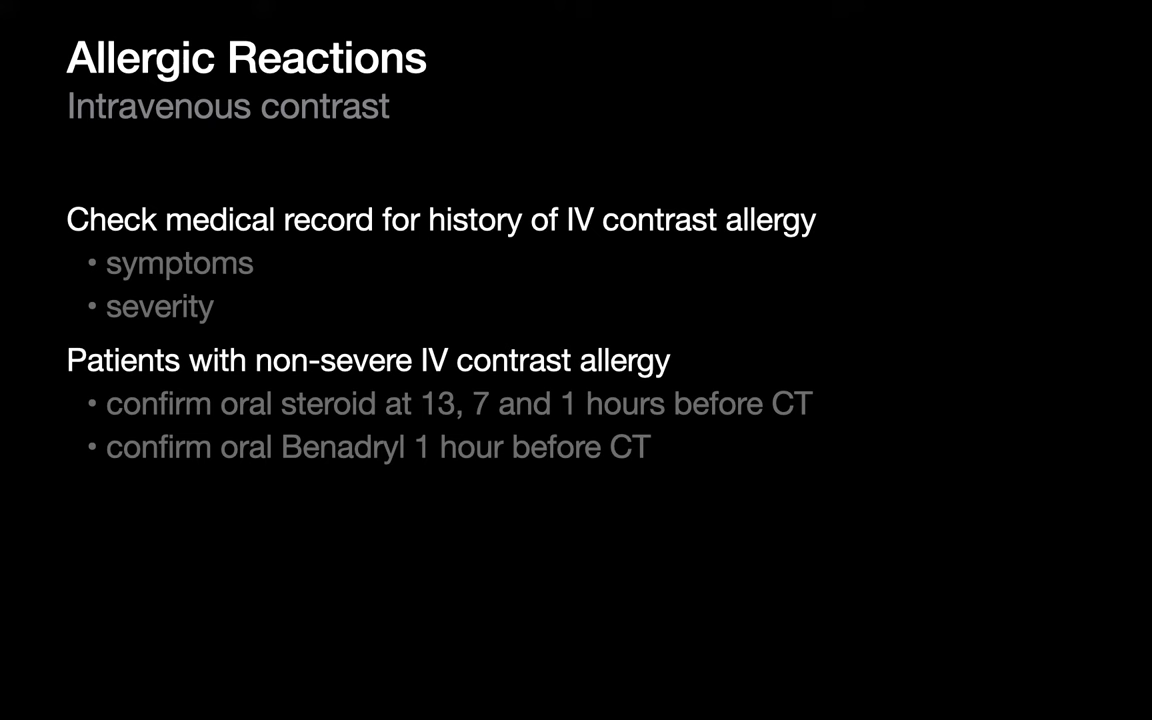 Allergic Reactions
Intravenous contrast
Check medical record for history of IV contrast allergy
• symptoms
• severity
Patients with non-severe IV contrast allergy
• confirm oral steroid at 13, 7 and 1 hours before CT
• confirm oral Benadryl 1 hour before CT